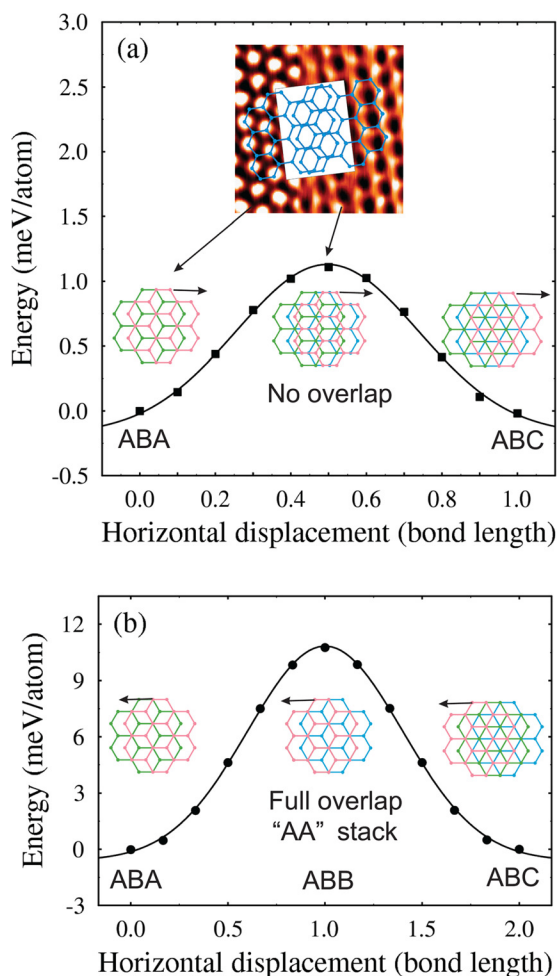 (a)
3.0
2.5
2.0
1.5
1.0
0.5
0.0
-0.5
Energy (meV/atom)
No overlap
ABA
ABC
0.0 0.2 0.4 0.6 0.8 1.0
Horizontal displacement (bond length)
(b)
12
9
6
3
0
-3
Energy (meV/atom)
Full overlap
“AA” stack
ABA
ABB
ABC
0.0 0.5 1.0 1.5 2.0
Horizontal displacement (bond length)